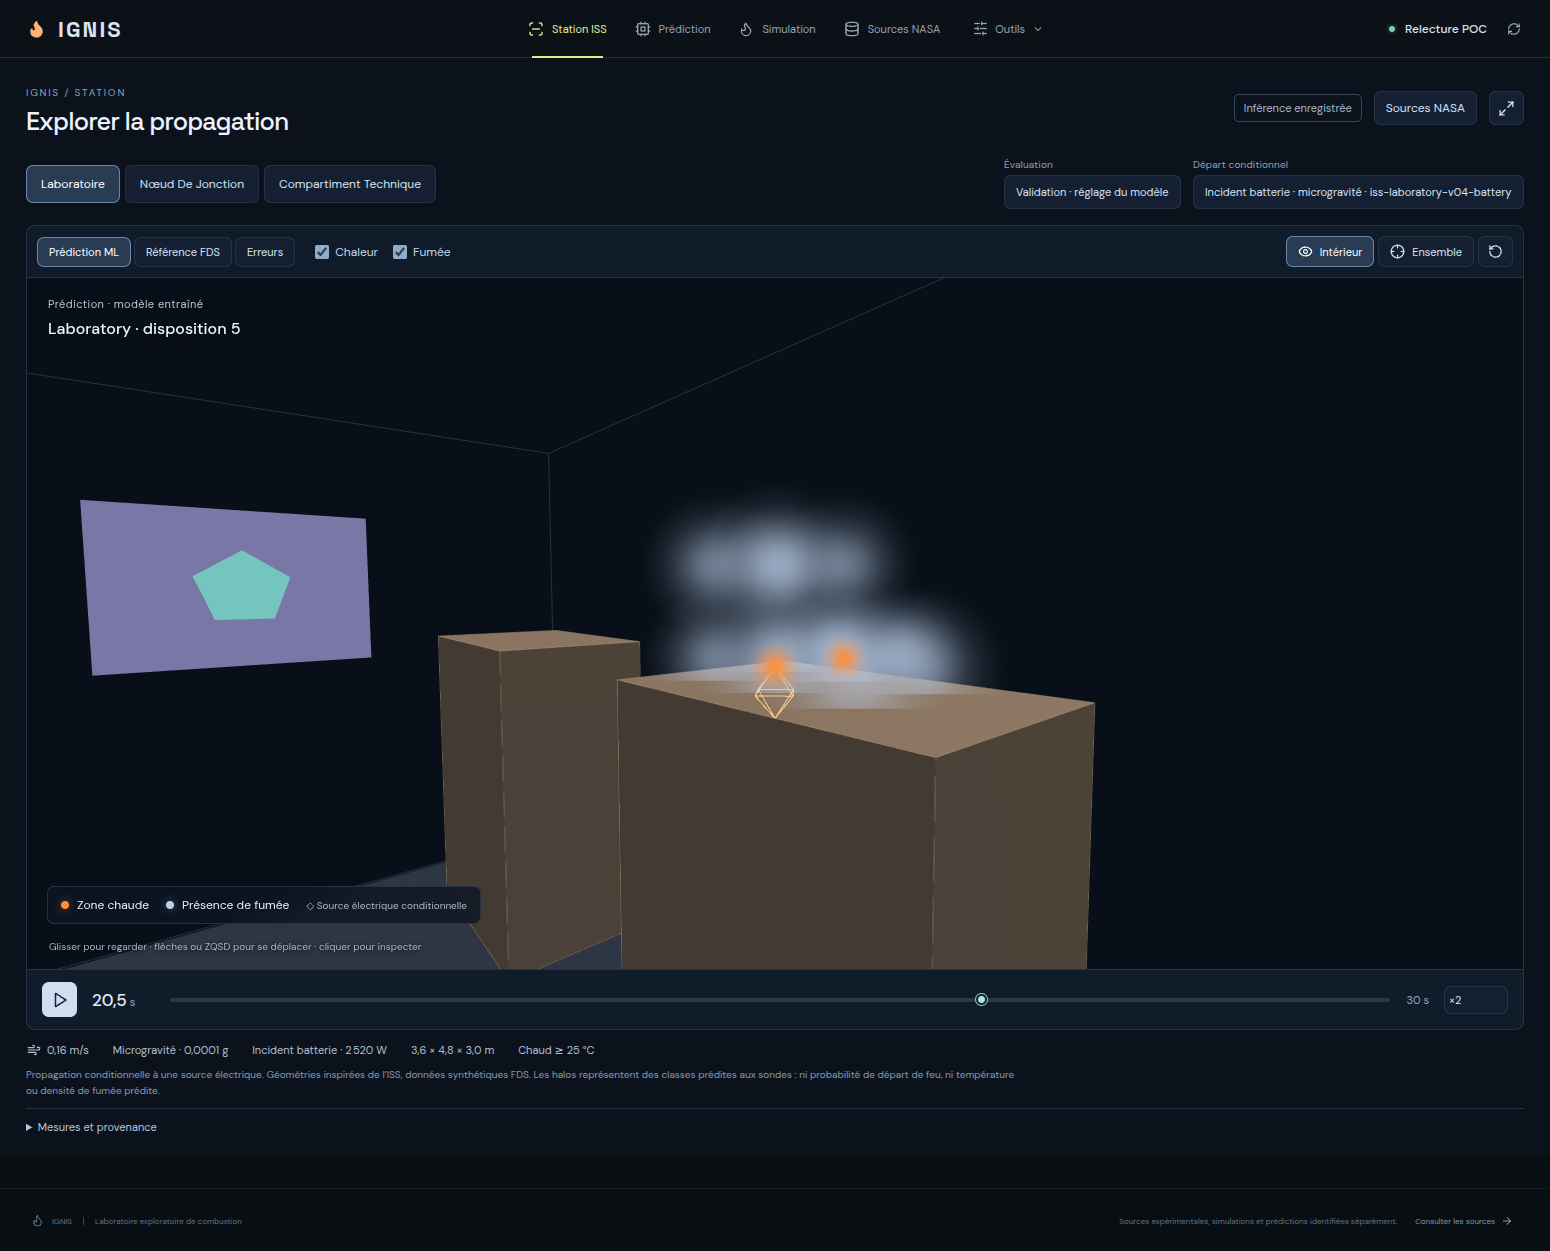 IGNIS
Station ISS
Prédiction
Simulation
Sources NASA
Outils
Relecture POC
IGNIS / STATION
Explorer la propagation
Inférence enregistrée
Sources NASA
Laboratoire
Nœud De Jonction
Compartiment Technique
Évaluation
Validation · réglage du modèle
Départ conditionnel
Incident batterie · microgravité · iss-laboratory-v04-battery
Prédiction ML
Référence FDS
Erreurs
Chaleur
Fumée
Intérieur
Ensemble
Prédiction · modèle entraîné
Laboratory · disposition 5
Zone chaude
Présence de fumée
◇ Source électrique conditionnelle
Glisser pour regarder · flèches ou ZQSD pour se déplacer · cliquer pour inspecter
20,5 s
30 s
×2
0,16 m/s
Microgravité · 0,0001 g
Incident batterie · 2 520 W
3,6 × 4,8 × 3,0 m
Chaud ≥ 25 °C
Propagation conditionnelle à une source électrique. Géométries inspirées de l'ISS, données synthétiques FDS. Les halos représentent des classes prédites aux sondes : ni probabilité de départ de feu, ni température
ou densité de fumée prédite.
Mesures et provenance
IGNIS | Laboratoire exploratoire de combustion
Sources expérimentales, simulations et prédictions identifiées séparément.
Consulter les sources